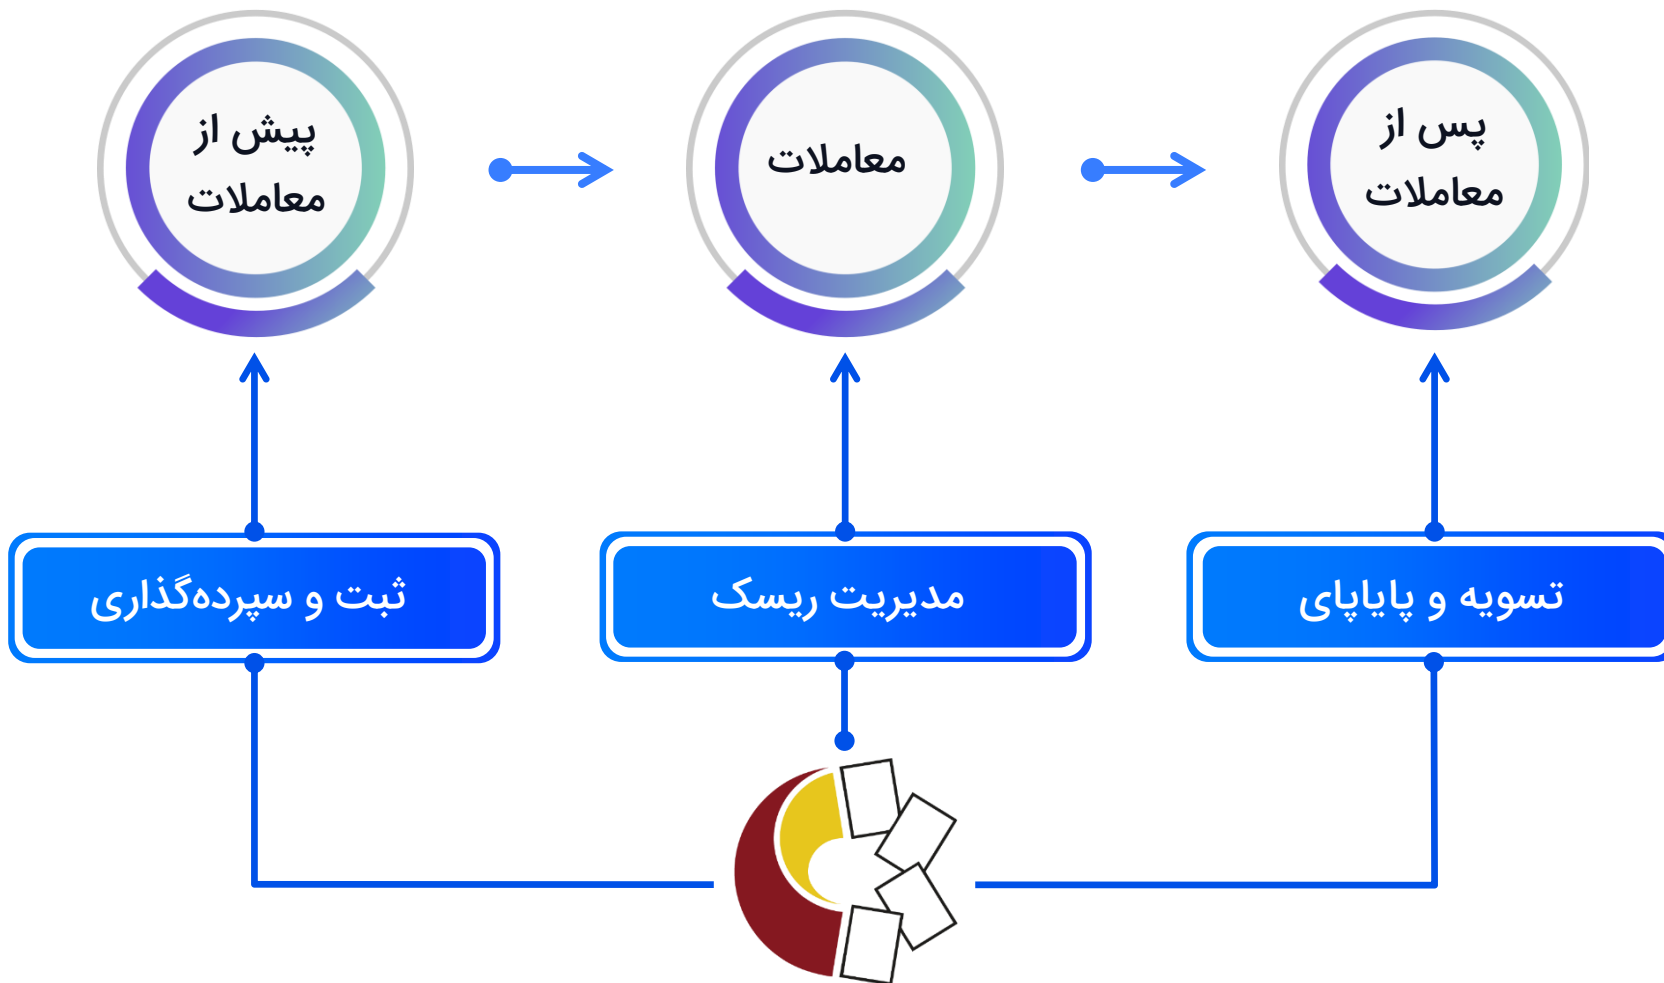 پیش از
معاملات
معاملات
پس از
معاملات
ثبت و سپرده‌گذاری
مدیریت ریسک
تسویه و پایاپای